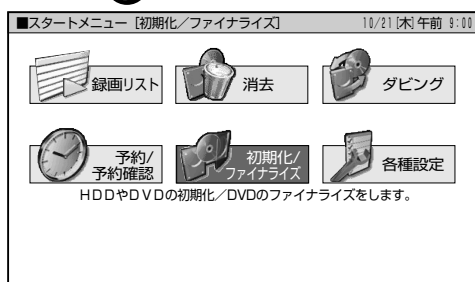 ■スタートメニュー［初期化／ファイナライズ］ 10/21[木]午前 9:00
録画リスト 消去 ダビング
予約/ 初期化/ 各種設定
予約確認 ファイナライズ
ＨＤＤやＤＶＤの初期化／DVDのファイナライズをします。